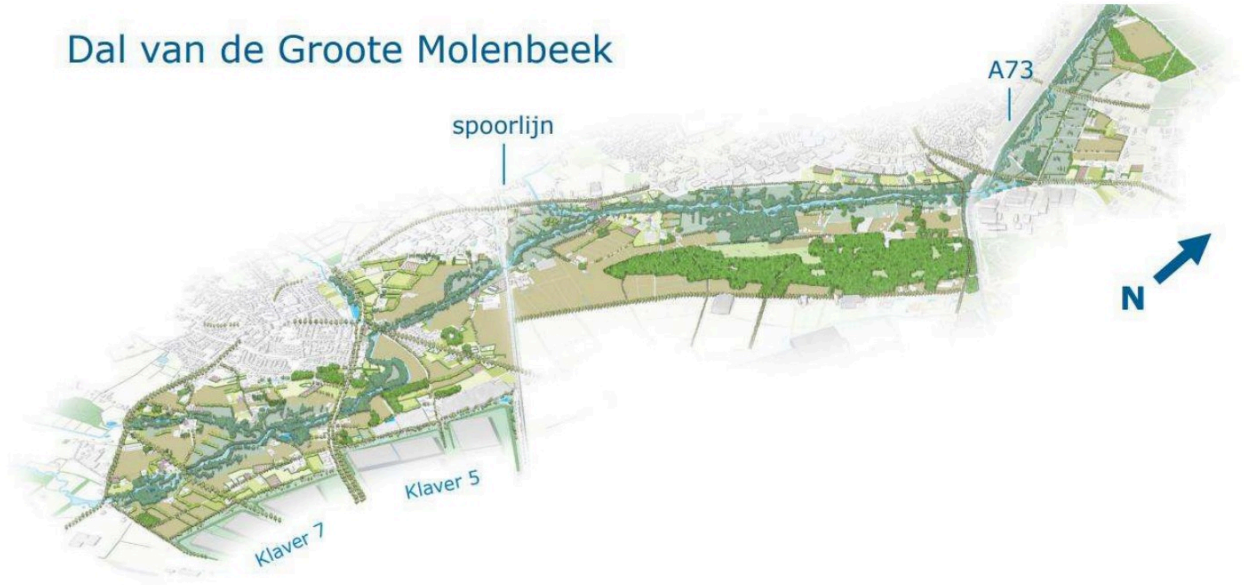 Dal van de Groote Molenbeek
A73
spoorlijn
N
Klaver 5
Klaver 7